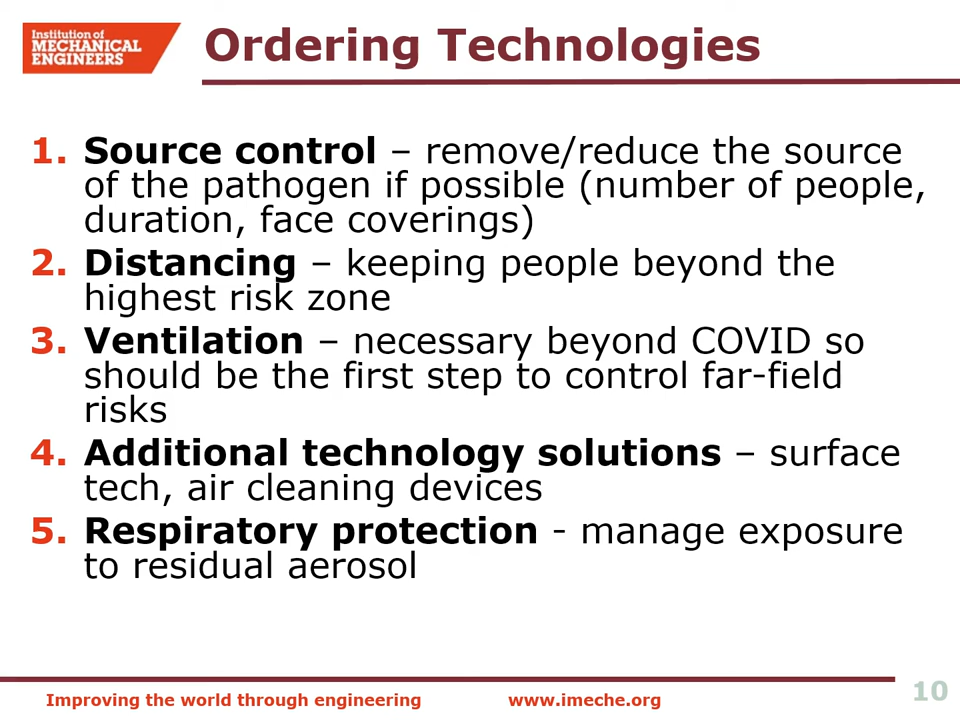 Institution of
MECHANICAL
ENGINEERS
Ordering Technologies
1. Source control – remove/reduce the source
of the pathogen if possible (number of people,
duration, face coverings)
2. Distancing – keeping people beyond the
highest risk zone
3. Ventilation – necessary beyond COVID so
should be the first step to control far-field
risks
4. Additional technology solutions – surface
tech, air cleaning devices
5. Respiratory protection - manage exposure
to residual aerosol
Improving the world through engineering
www.imeche.org
10